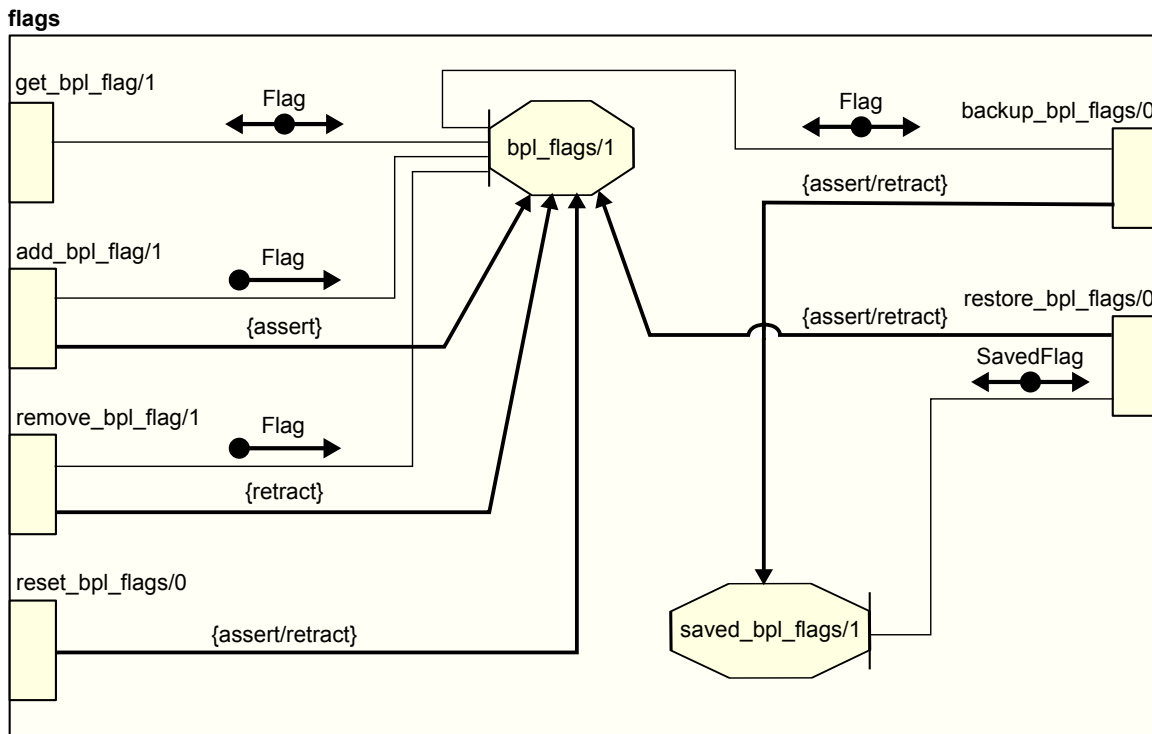 flags
get_bpl_flag/1
Flag
bpl_flags/1
Flag
backup_bpl_flags/0
{assert/retract}
add_bpl_flag/1
Flag
{assert}
restore_bpl_flags/0
{assert/retract}
SavedFlag
remove_bpl_flag/1
Flag
{retract}
reset_bpl_flags/0
{assert/retract}
saved_bpl_flags/1